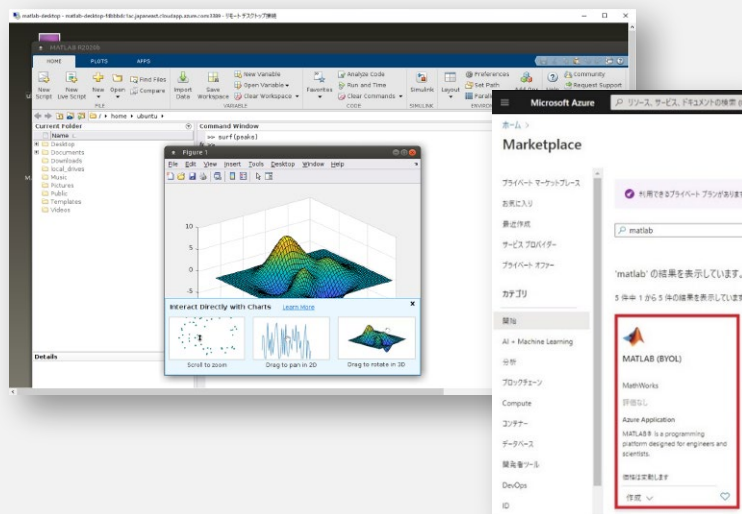 matlab-desktop - リモート デスクトップ接続
MATLAB R2020b
HOME
PLOTS
APPS
New Script
New Live Script
New
Open
Find Files
Compare
Import Data
Save Workspace
New Variable
Open Variable
Clear Workspace
Favorites
Analyze Code
Run and Time
Clear Commands
Simulink
Layout
Preferences
Set Path
Community
Request Support
FILE
VARIABLE
CODE
SIMULINK
/ home ubuntu
Current Folder
Name
Desktop
Documents
Downloads
local_drives
Music
Pictures
Public
Templates
Videos
Details
Command Window
>> surf(peaks)
Figure 1
File Edit View Insert Tools Desktop Window Help
10
5
0
-5
Interact Directly with Charts Learn More
Scroll to zoom
Drag to pan in 2D
Drag to rotate in 3D
Microsoft Azure
リソース、サービス、ドキュメントの検索
ホーム >
Marketplace
プライベート マーケットプレース
お気に入り
最近作成
サービス プロバイダー
プライベート オファー
カテゴリ
開始
AI + Machine Learning
分析
ブロックチェーン
Compute
コンテナー
データベース
開発者ツール
DevOps
ID
利用できるプライベート プランがあります
matlab
'matlab' の結果を表示しています。
5 件中 1 から 5 件の結果を表示しています
MATLAB (BYOL)
MathWorks
評価なし
Azure Application
MATLAB® is a programming
platform designed for engineers and
scientists.
価格は変動します
作成